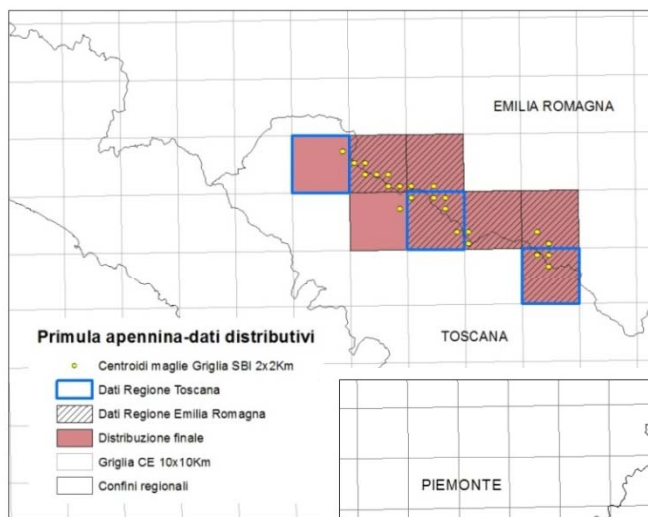 EMILIA ROMAGNA
TOSCANA
Primula apennina-dati distributivi
Centroidi maglie Griglia SBI 2x2Km
Dati Regione Toscana
Dati Regione Emilia Romagna
Distribuzione finale
Griglia CE 10x10Km
Confini regionali
PIEMONTE